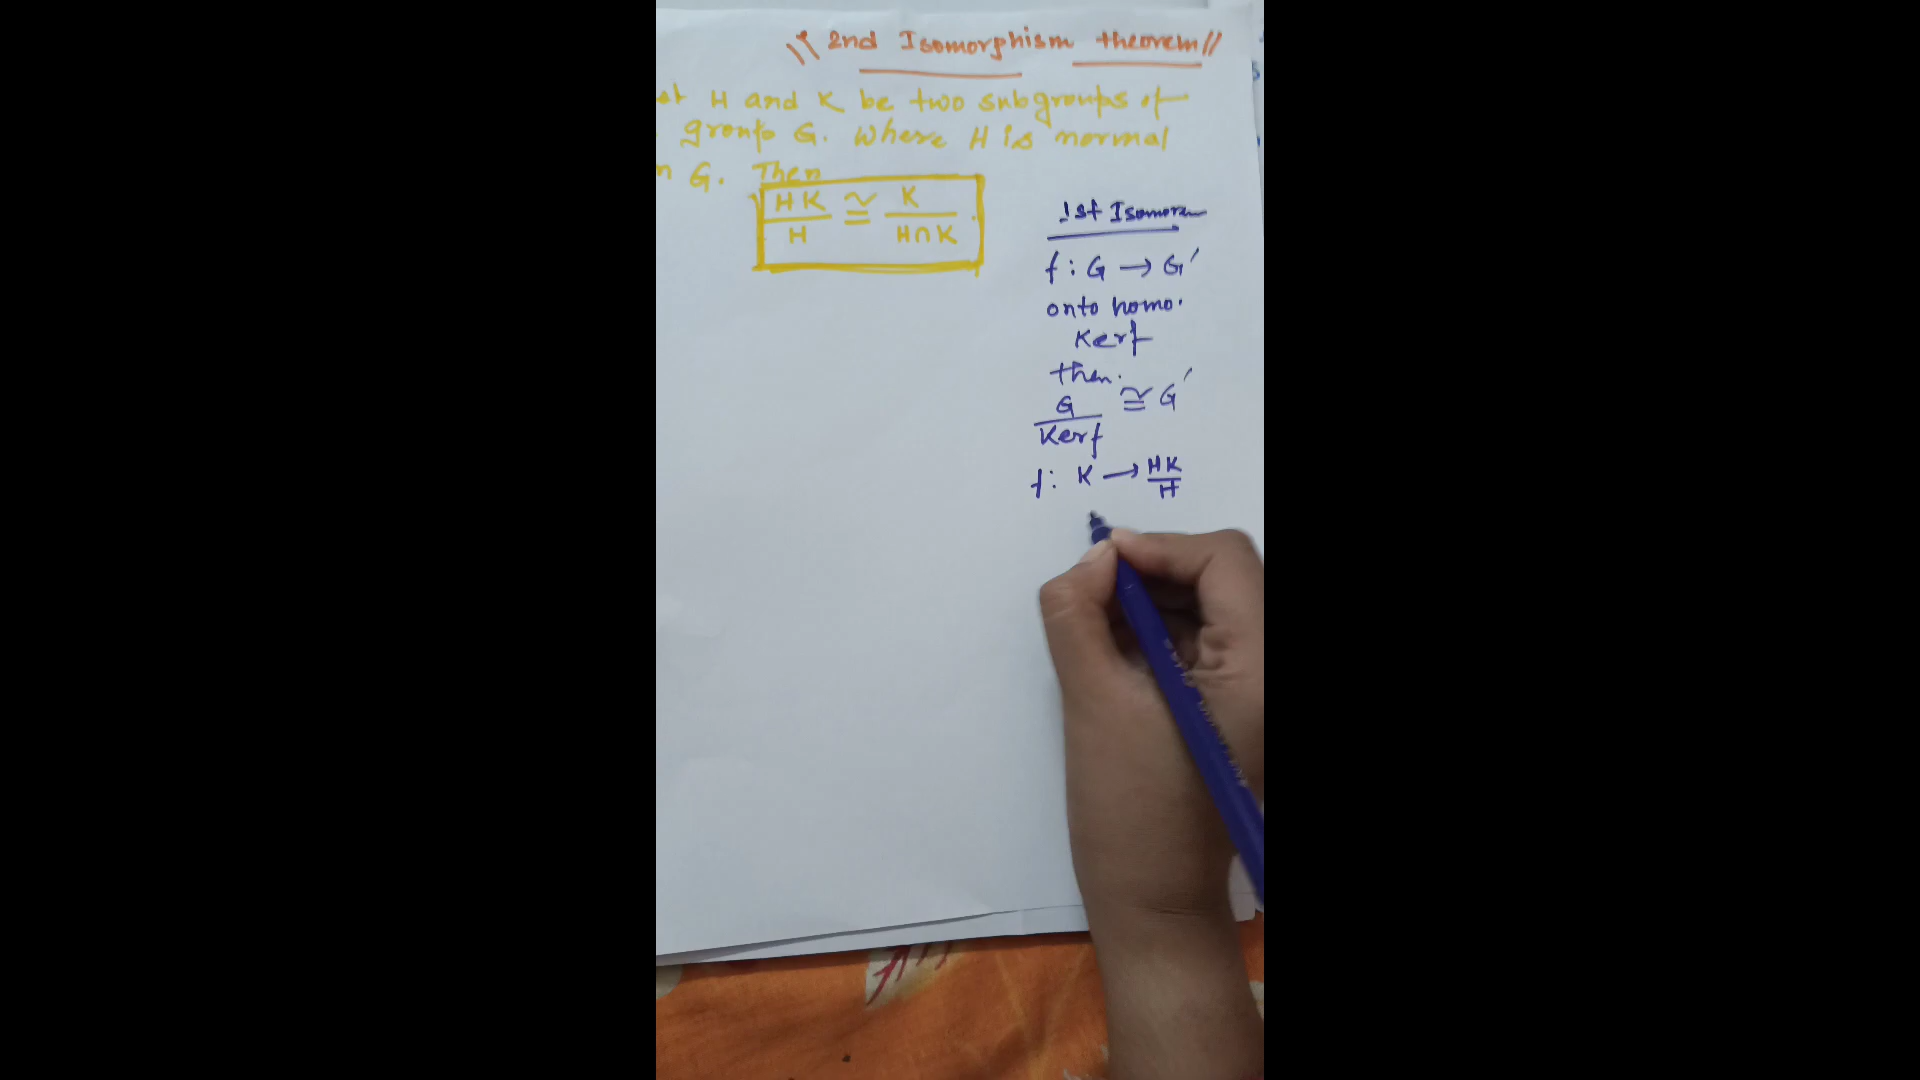 2nd Isomorphism theorem
H and K be two subgroups of
group G. Where H is normal
G. Then
HK/H ≅ K/H∩K.
1st Isomorm
f: G → G'
onto homo.
Kerf
then.
G/Kerf ≅ G'
f: K → HK/H